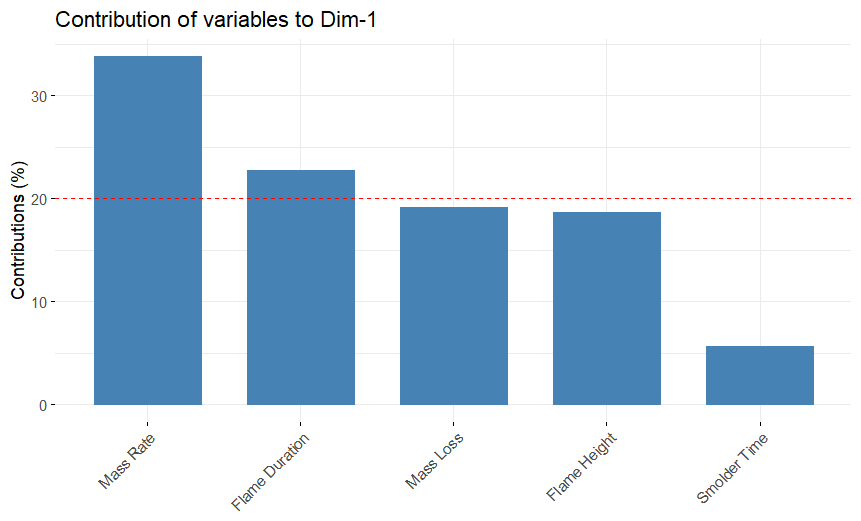 Contribution of variables to Dim-1
Contributions (%)
30
20
10
0
Mass Rate
Flame Duration
Mass Loss
Flame Height
Smolder Time